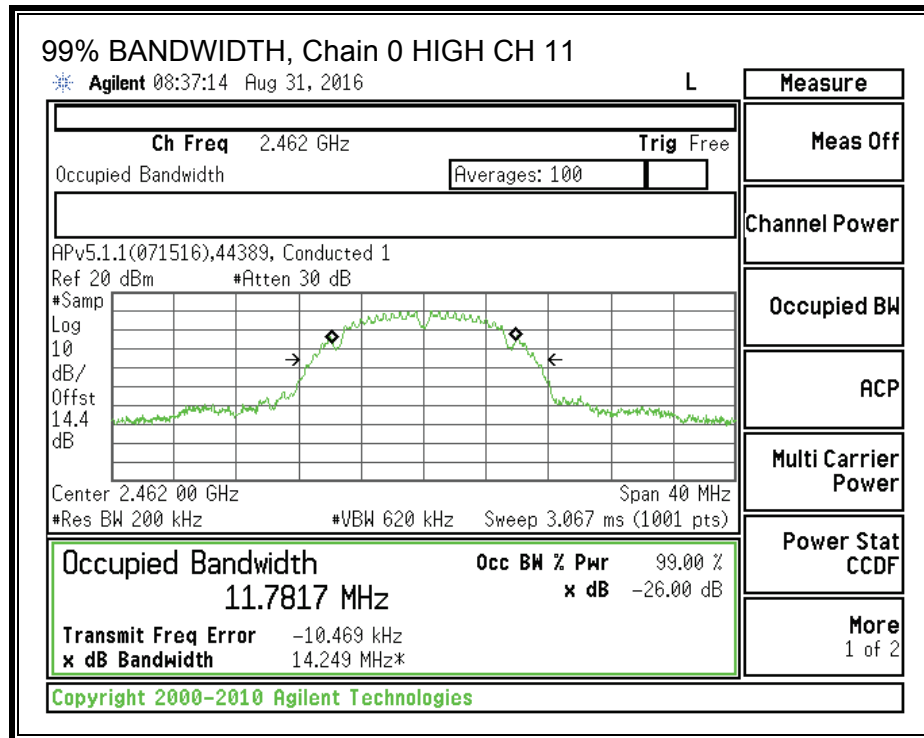 99% BANDWIDTH, Chain 0 HIGH CH 11
Agilent 08:37:14 Aug 31, 2016 L
Measure
Ch Freq 2.462 GHz Trig Free
Meas Off
Occupied Bandwidth Averages: 100
Channel Power
APv5.1.1(071516),44389, Conducted 1
Ref 20 dBm #Atten 30 dB
#Samp
Log
10
dB/
Offst
14.4
dB
Occupied BW
ACP
Multi Carrier
Power
Center 2.462 00 GHz Span 40 MHz
#Res BW 200 kHz #VBW 620 kHz Sweep 3.067 ms (1001 pts)
Power Stat
CCDF
Occupied Bandwidth Occ BW % Pwr 99.00 %
11.7817 MHz x dB -26.00 dB
Transmit Freq Error -10.469 kHz
x dB Bandwidth 14.249 MHz*
More
1 of 2
Copyright 2000-2010 Agilent Technologies